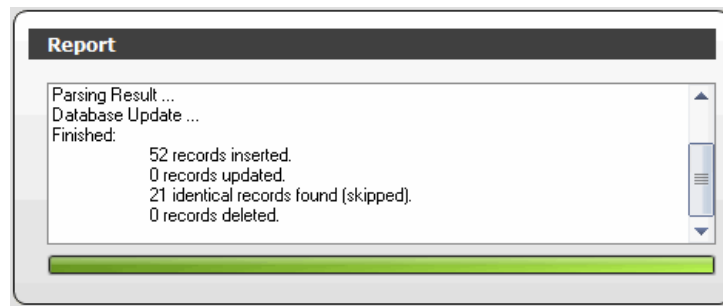 Report
Parsing Result ...
Database Update ...
Finished:
52 records inserted.
0 records updated.
21 identical records found (skipped).
0 records deleted.